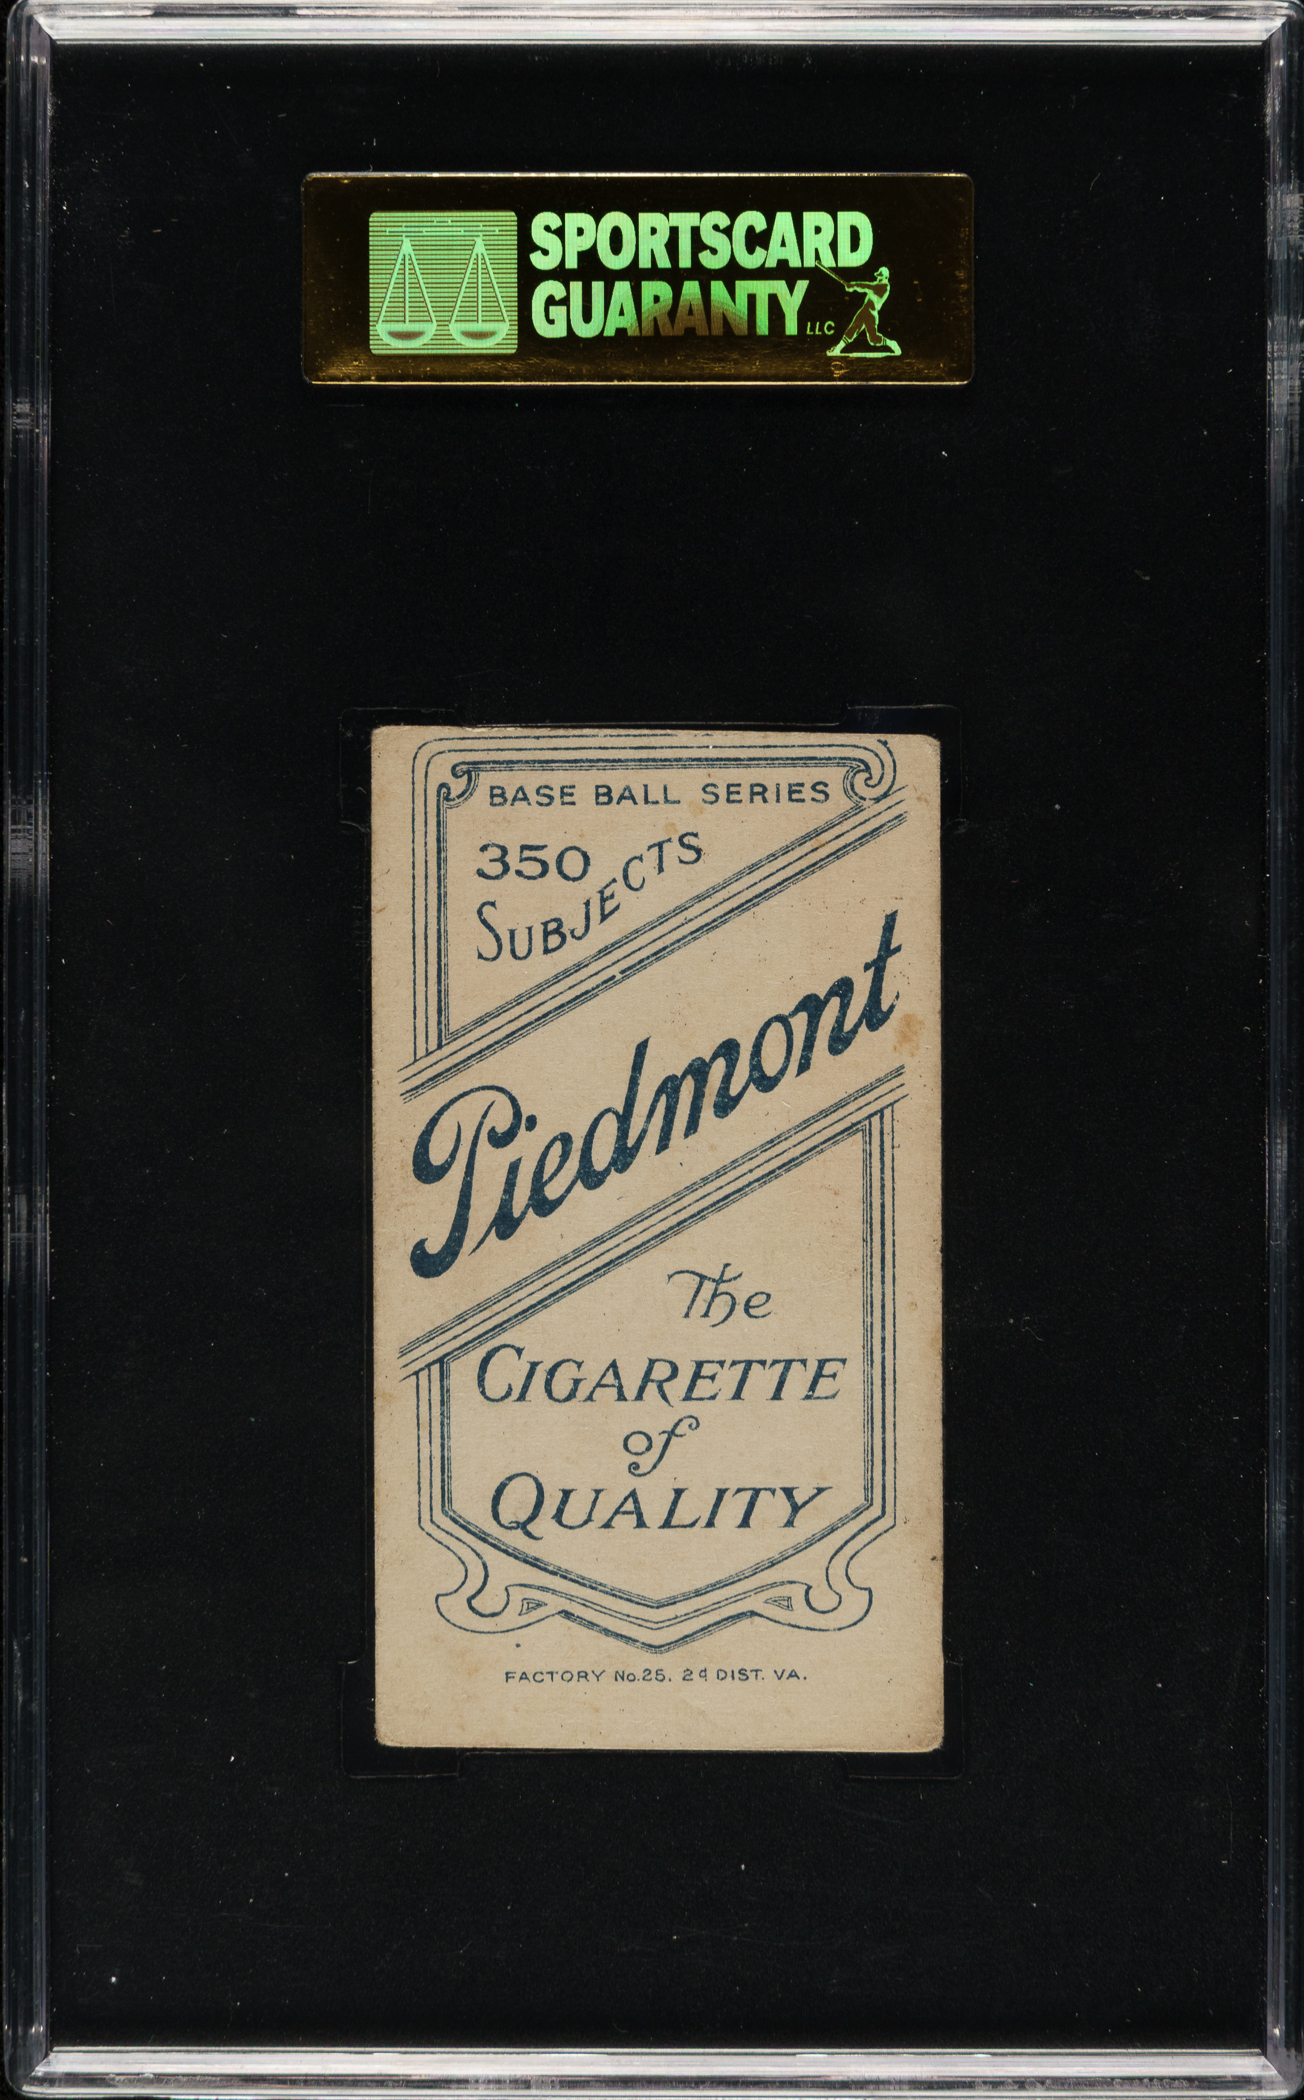 SPORTSCARD
GUARANTY LLC
BASE BALL SERIES
350
SUBJECTS
Piedmont
The
CIGARETTE
of
QUALITY
FACTORY No. 25, 2d DIST. VA.